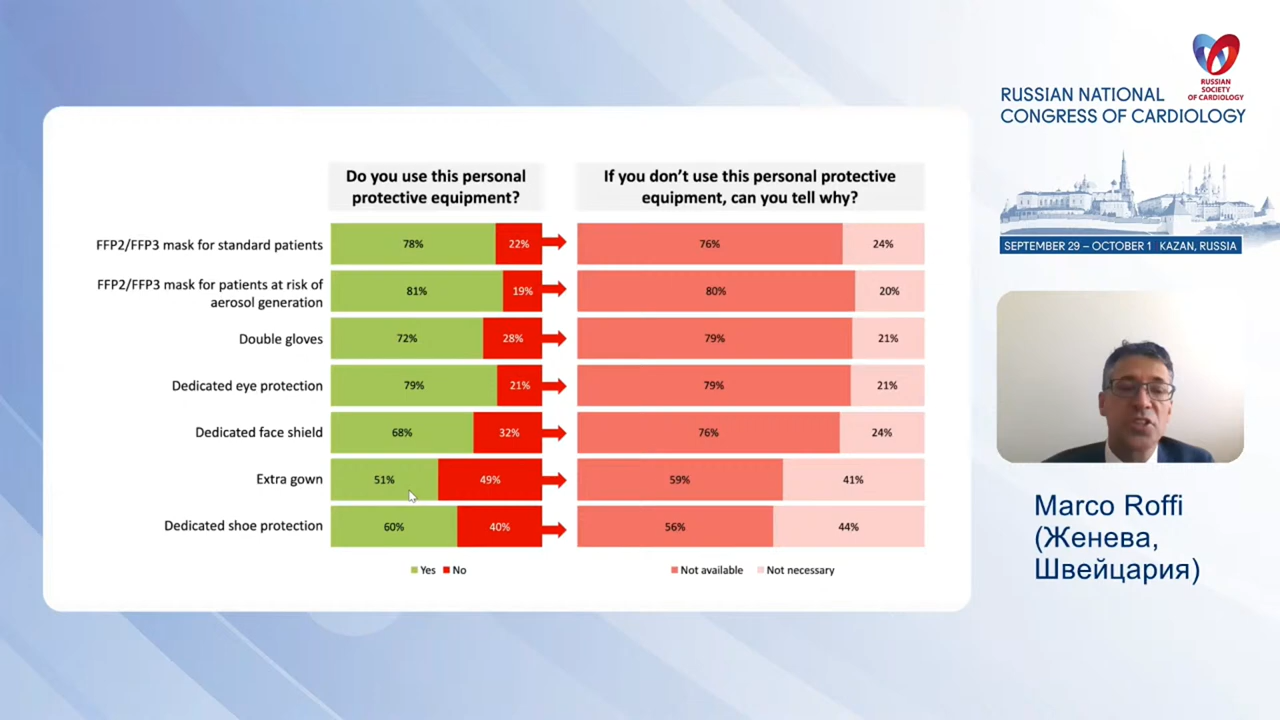 RUSSIAN
SOCIETY
OF CARDIOLOGY
RUSSIAN NATIONAL
CONGRESS OF CARDIOLOGY
SEPTEMBER 29 – OCTOBER 1 KAZAN, RUSSIA
Do you use this personal
protective equipment?
If you don’t use this personal protective
equipment, can you tell why?
FFP2/FFP3 mask for standard patients 78% 22% 76% 24%
FFP2/FFP3 mask for patients at risk of
aerosol generation 81% 19% 80% 20%
Double gloves 72% 28% 79% 21%
Dedicated eye protection 79% 21% 79% 21%
Dedicated face shield 68% 32% 76% 24%
Extra gown 51% 49% 59% 41%
Dedicated shoe protection 60% 40% 56% 44%
Yes No
Not available Not necessary
Marco Roffi
(Женева,
Швейцария)